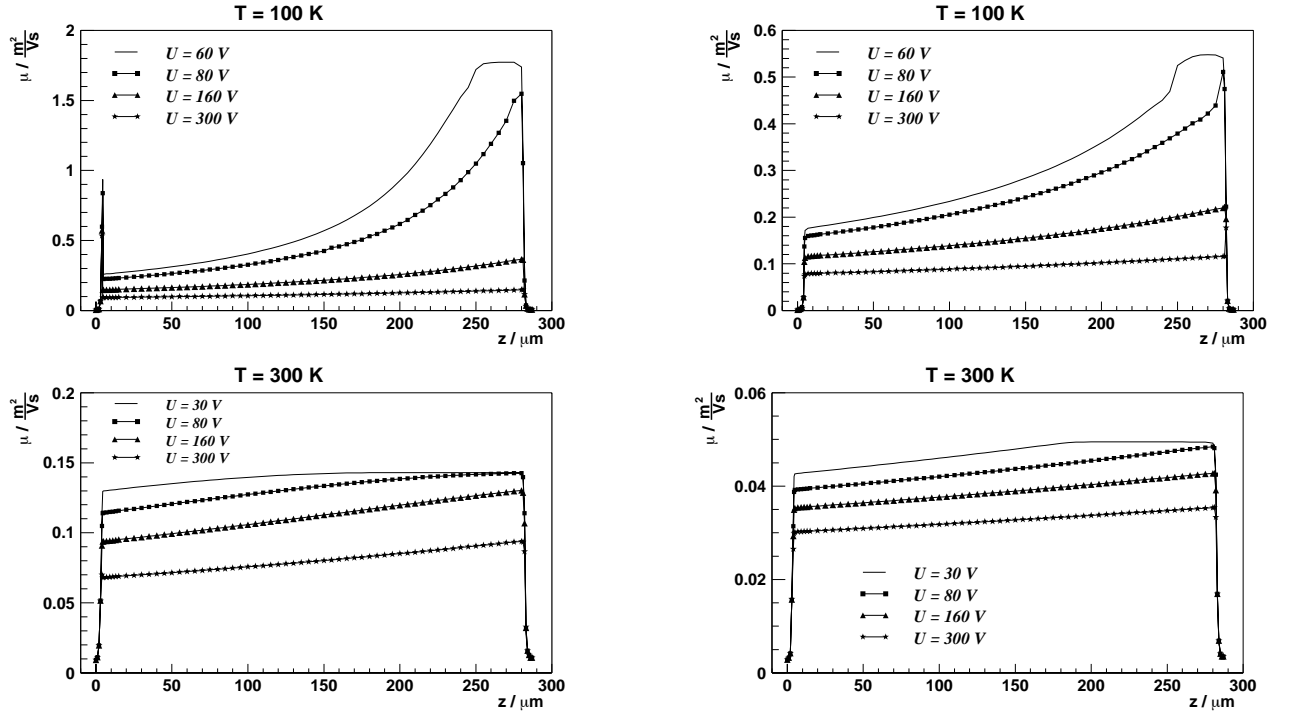 T = 100 K
μ / m²/Vs
2
1.5
1
0.5
0
U = 60 V
U = 80 V
U = 160 V
U = 300 V
0 50 100 150 200 250 300
z / μm
T = 100 K
μ / m²/Vs
0.6
0.5
0.4
0.3
0.2
0.1
0
U = 60 V
U = 80 V
U = 160 V
U = 300 V
0 50 100 150 200 250 300
z / μm
T = 300 K
μ / m²/Vs
0.2
0.15
0.1
0.05
0
U = 30 V
U = 80 V
U = 160 V
U = 300 V
0 50 100 150 200 250 300
z / μm
T = 300 K
μ / m²/Vs
0.06
0.04
0.02
0
U = 30 V
U = 80 V
U = 160 V
U = 300 V
0 50 100 150 200 250 300
z / μm